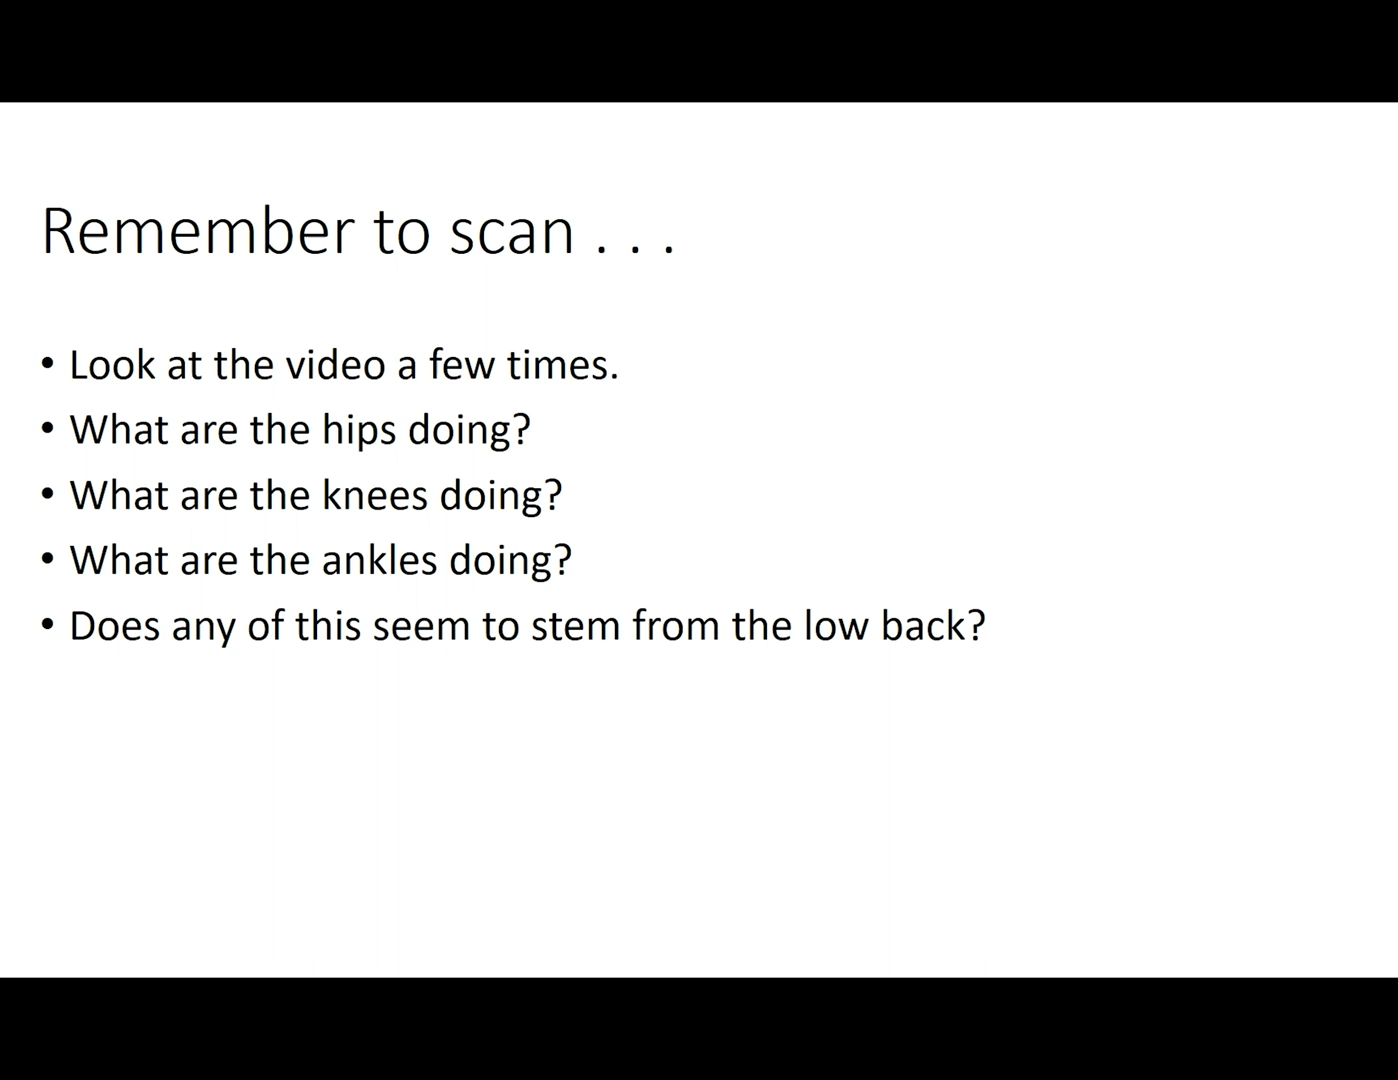 Remember to scan . . .
• Look at the video a few times.
• What are the hips doing?
• What are the knees doing?
• What are the ankles doing?
• Does any of this seem to stem from the low back?